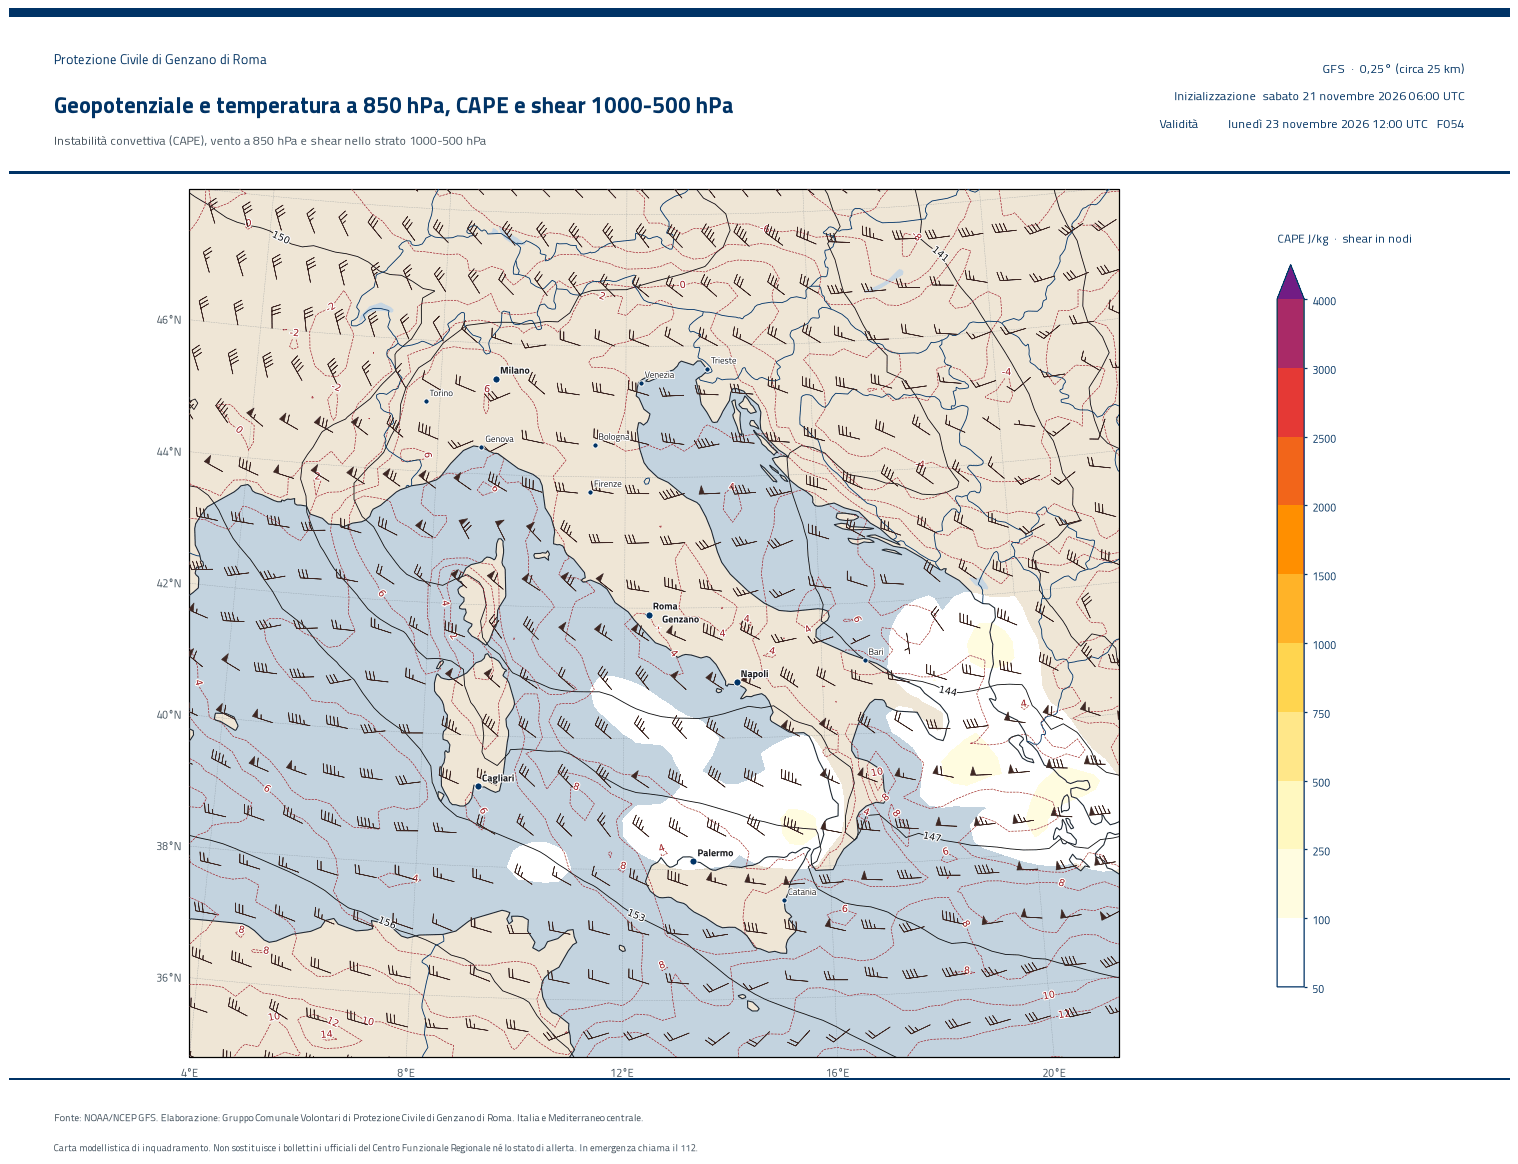 Protezione Civile di Genzano di Roma
Geopotenziale e temperatura a 850 hPa, CAPE e shear 1000-500 hPa
Instabilità convettiva (CAPE), vento a 850 hPa e shear nello strato 1000-500 hPa
GFS · 0,25° (circa 25 km)
Inizializzazione sabato 21 novembre 2026 06:00 UTC
Validità lunedì 23 novembre 2026 12:00 UTC F054
CAPE J/kg · shear in nodi
4000
3000
2500
2000
1500
1000
750
500
250
100
50
46°N
44°N
42°N
40°N
38°N
36°N
4°E
8°E
12°E
16°E
20°E
150
141
144
147
153
156
Milano
Torino
Venezia
Trieste
Genova
Bologna
Firenze
Roma
Genzano
Napoli
Bari
Cagliari
Palermo
Catania
Fonte: NOAA/NCEP GFS. Elaborazione: Gruppo Comunale Volontari di Protezione Civile di Genzano di Roma. Italia e Mediterraneo centrale.
Carta modellistica di inquadramento. Non sostituisce i bollettini ufficiali del Centro Funzionale Regionale né lo stato di allerta. In emergenza chiama il 112.